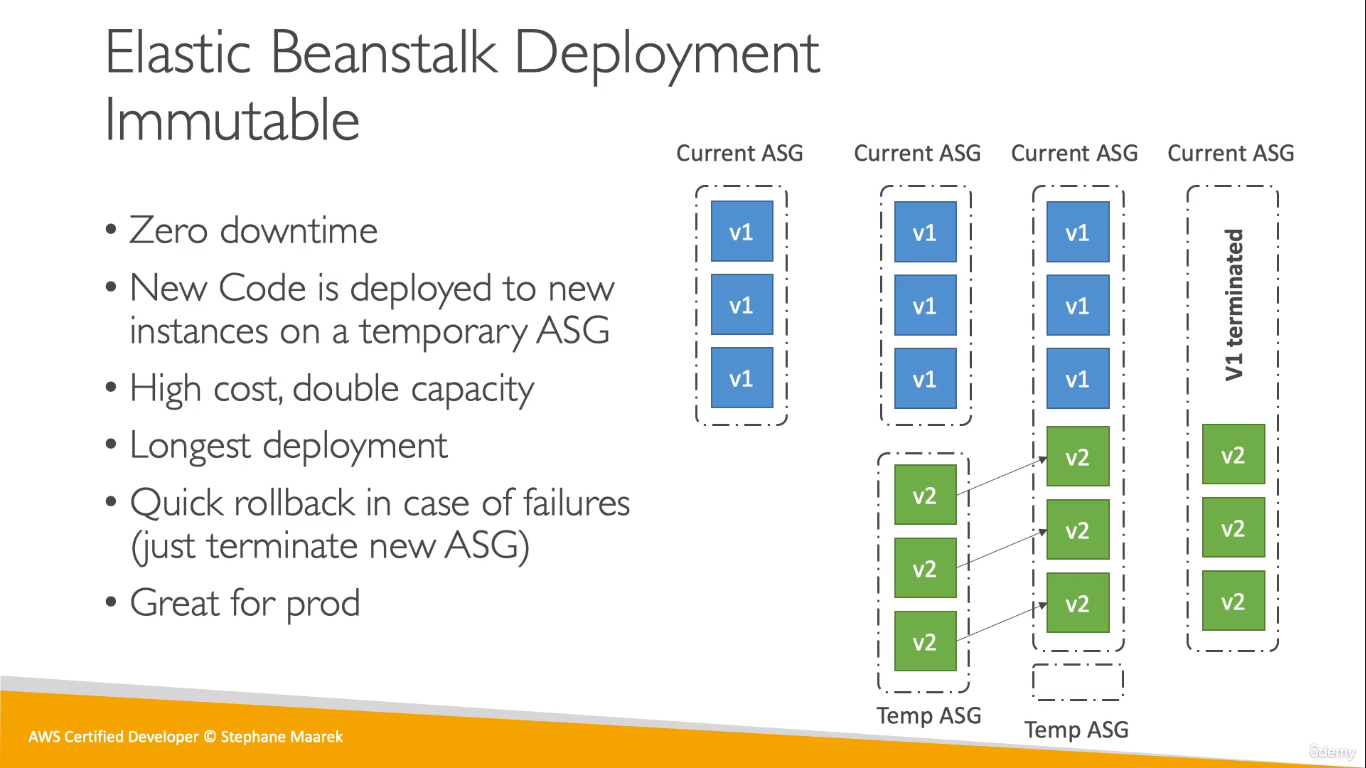 Elastic Beanstalk Deployment
Immutable
• Zero downtime
• New Code is deployed to new
instances on a temporary ASG
• High cost, double capacity
• Longest deployment
• Quick rollback in case of failures
(just terminate new ASG)
• Great for prod
Current ASG
v1
v1
v1
Current ASG
v1
v1
v1
v2
v2
v2
Temp ASG
Current ASG
v1
v1
v1
v2
v2
v2
Temp ASG
Current ASG
V1 terminated
v2
v2
v2
AWS Certified Developer © Stephane Maarek
ûdemy